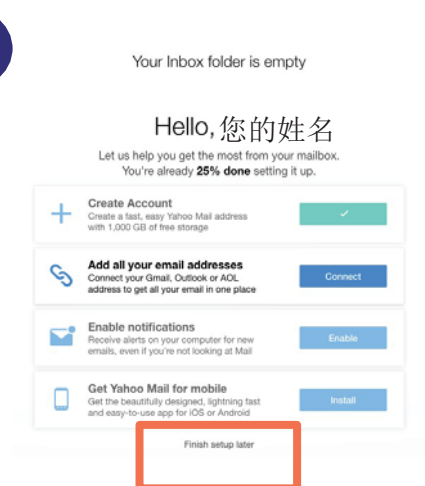 Your Inbox folder is empty
Hello, 您的姓名
Let us help you get the most from your mailbox.
You're already 25% done setting it up.
Create Account
Create a fast, easy Yahoo Mail address
with 1,000 GB of free storage
Add all your email addresses
Connect your Gmail, Outlook or AOL
address to get all your email in one place
Connect
Enable notifications
Receive alerts on your computer for new
emails, even if you're not looking at Mail
Enable
Get Yahoo Mail for mobile
Get the beautifully designed, lightning fast
and easy-to-use app for iOS or Android
Install
Finish setup later